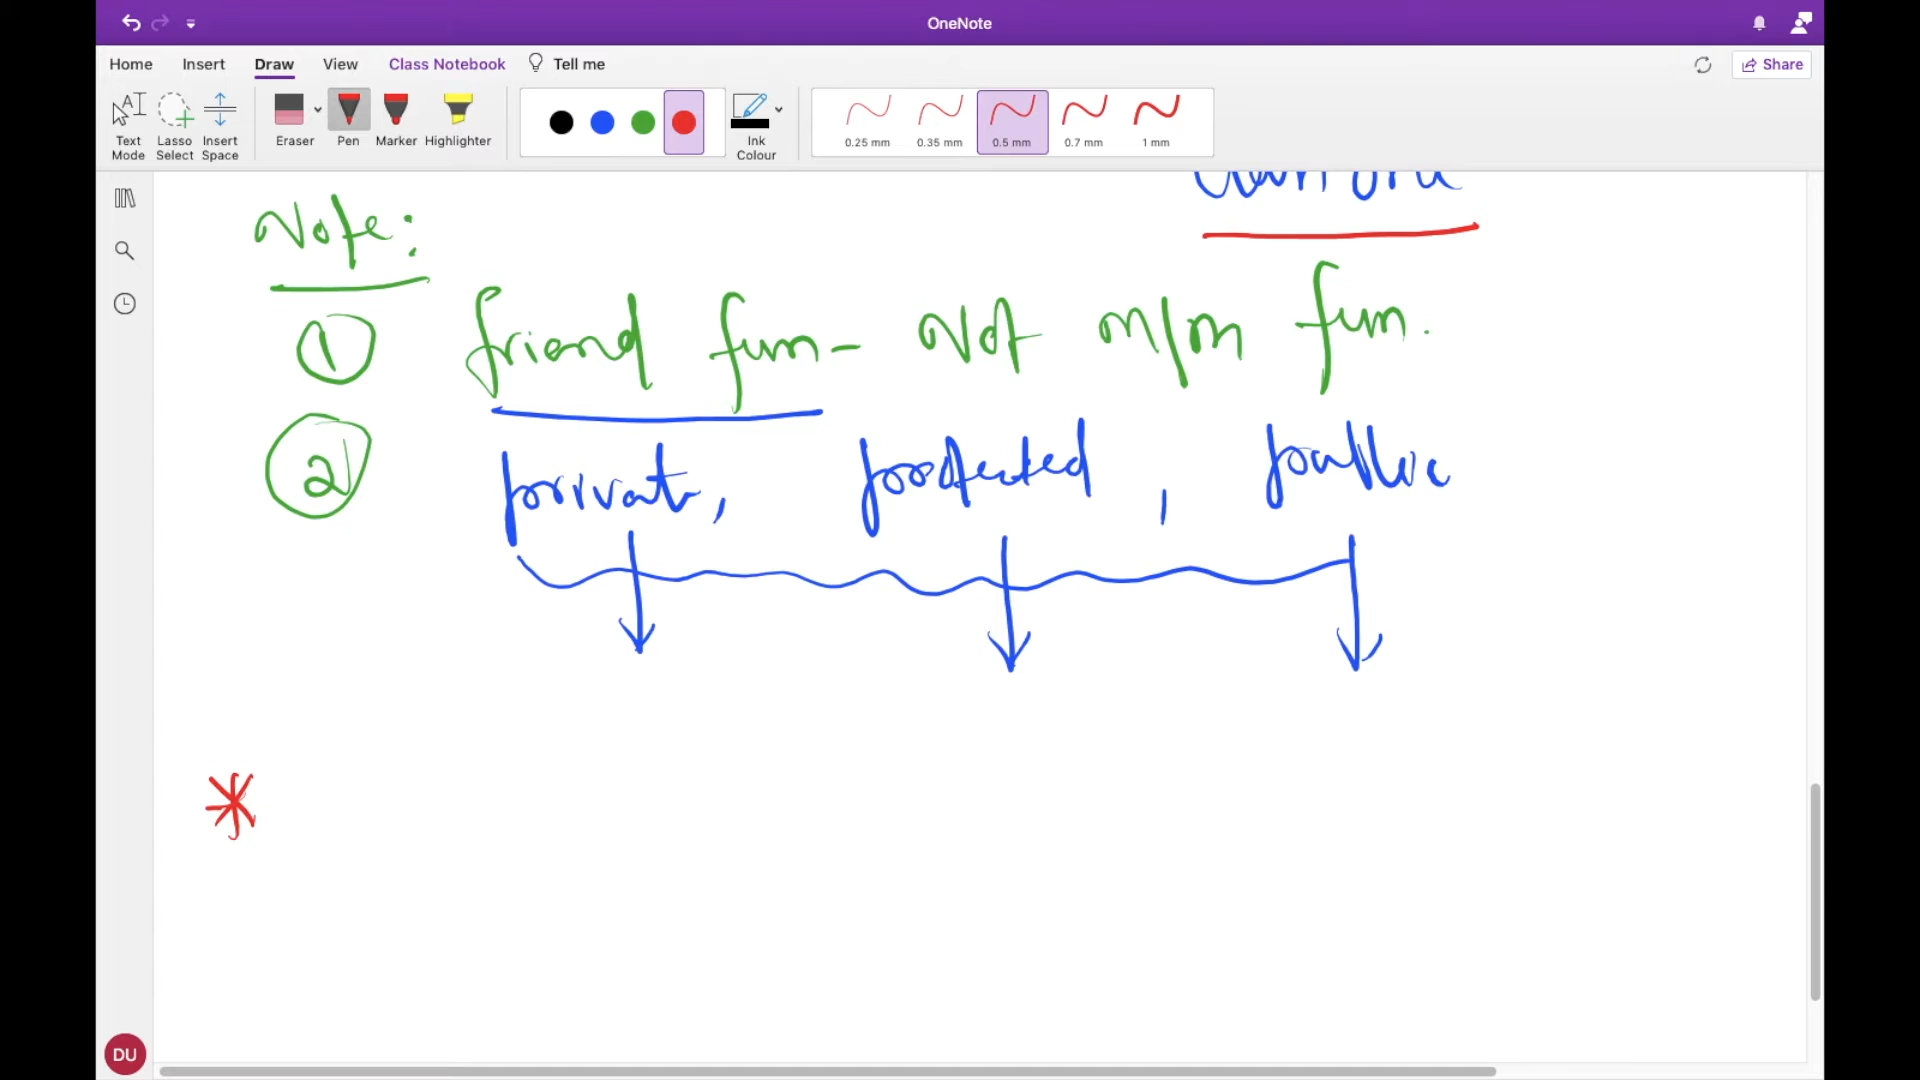 OneNote
Home Insert Draw View Class Notebook Tell me Share
Text Mode Lasso Select Insert Space Eraser Pen Marker Highlighter Ink Colour 0.25 mm 0.35 mm 0.5 mm 0.7 mm 1 mm
Note:
① friend fun - Not m/m fun.
② private, protected, public
*
DU